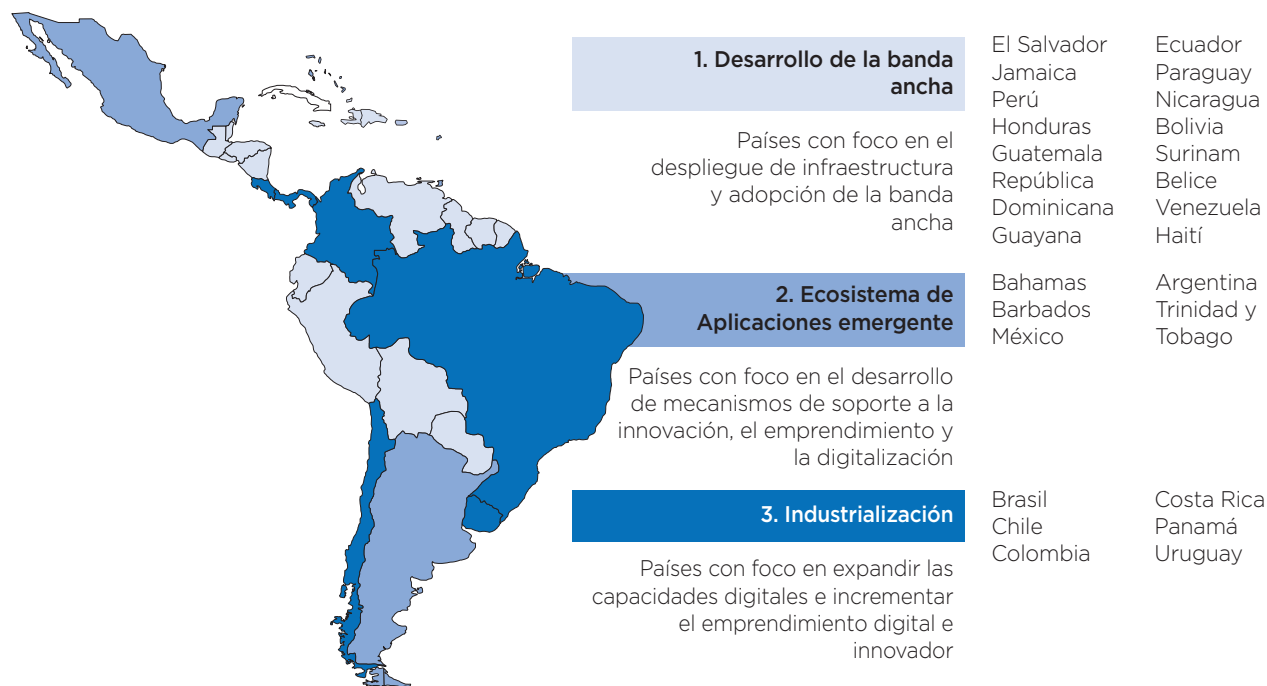 1. Desarrollo de la banda
ancha
Países con foco en el
despliegue de infraestructura
y adopción de la banda
ancha
El Salvador
Jamaica
Perú
Honduras
Guatemala
República
Dominicana
Guayana
Ecuador
Paraguay
Nicaragua
Bolivia
Surinam
Belice
Venezuela
Haití
2. Ecosistema de
Aplicaciones emergente
Países con foco en el desarrollo
de mecanismos de soporte a la
innovación, el emprendimiento y
la digitalización
Bahamas
Barbados
México
Argentina
Trinidad y
Tobago
3. Industrialización
Países con foco en expandir las
capacidades digitales e incrementar
el emprendimiento digital e
innovador
Brasil
Chile
Colombia
Costa Rica
Panamá
Uruguay